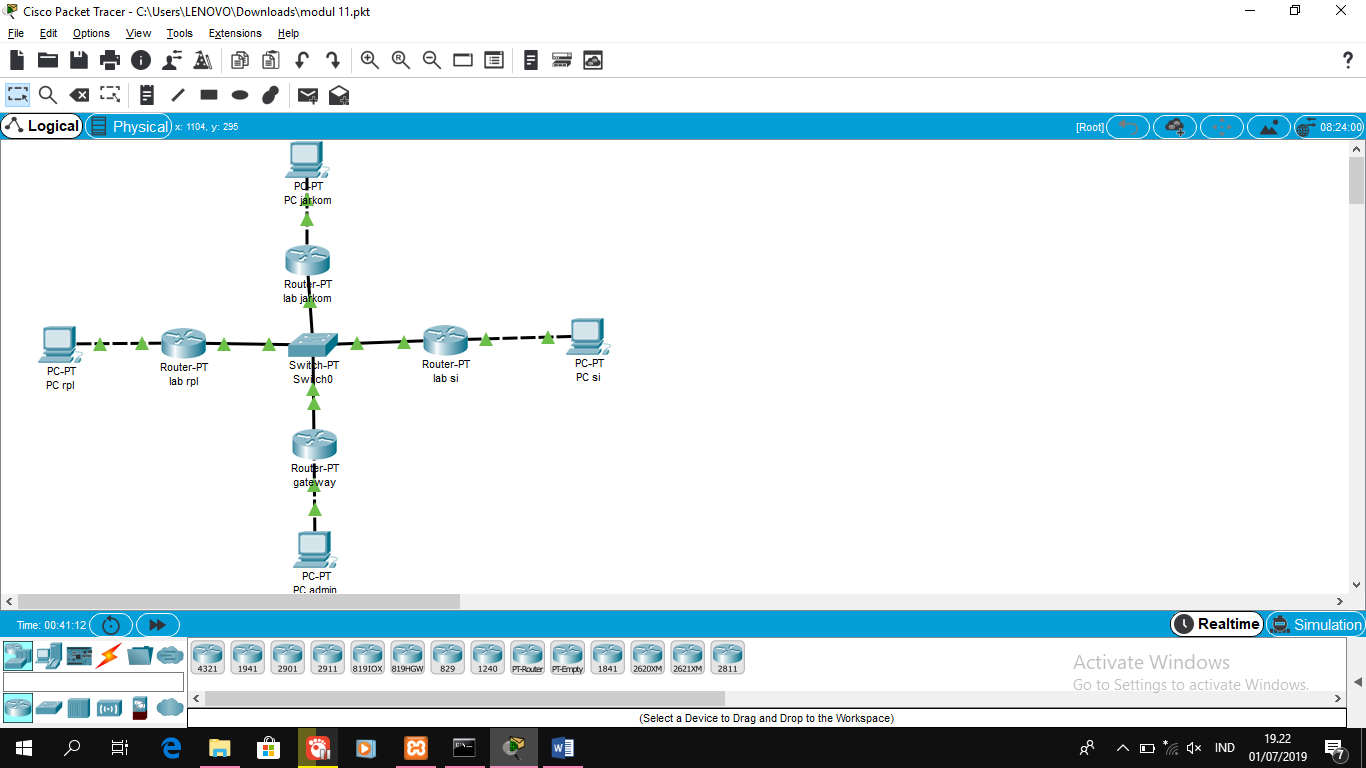 Cisco Packet Tracer - C:\Users\LENOVO\Downloads\modul 11.pkt
File Edit Options View Tools Extensions Help
Logical Physical x: 1104, y: 295 [Root] 08:24:00
PC-PT
PC jarkom
Router-PT
lab jarkom
PC-PT
PC rpl
Router-PT
lab rpl
Switch-PT
Switch0
Router-PT
lab si
PC-PT
PC si
Router-PT
gateway
PC-PT
PC admin
Time: 00:41:12 Realtime Simulation
4321 1941 2901 2911 819IOX 819HGW 829 1240 PT-Router PT-Empty 1841 2620XM 2621XM 2811
Activate Windows
Go to Settings to activate Windows.
(Select a Device to Drag and Drop to the Workspace)
IND
19.22
01/07/2019
7